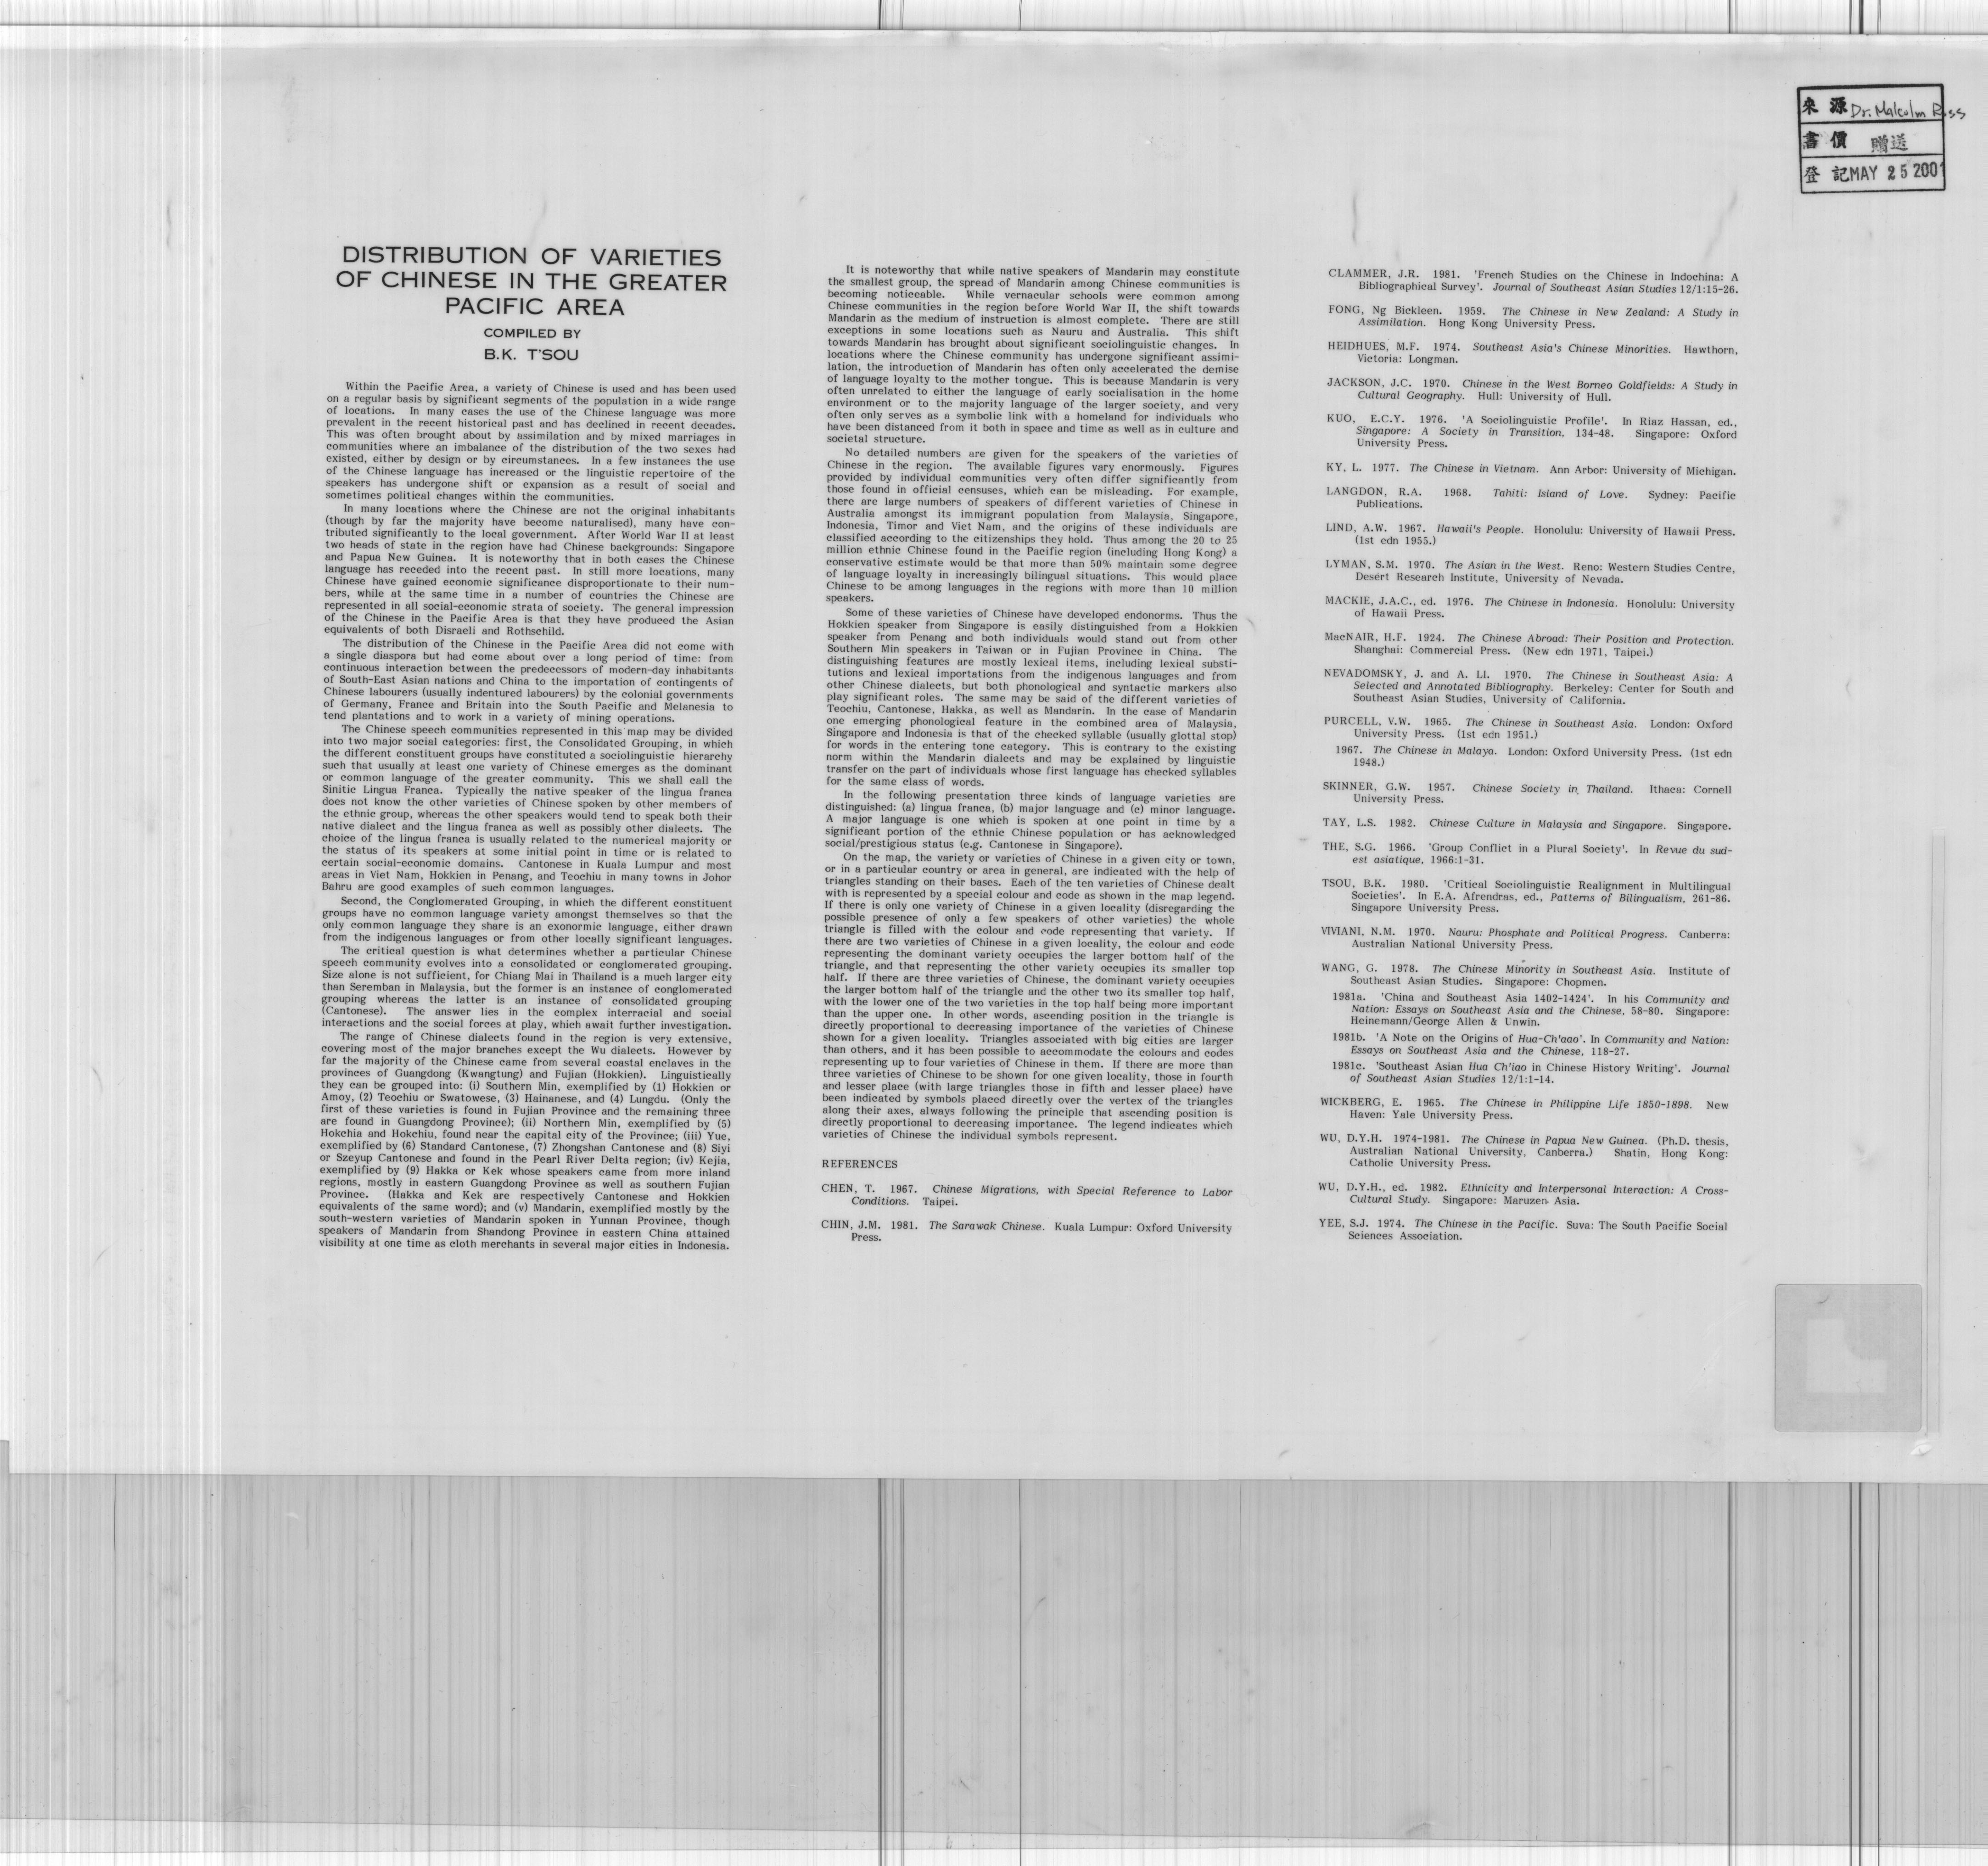 來源 Dr. Malcolm Ross
書價 贈送
登記 MAY 25 2001
DISTRIBUTION OF VARIETIES
OF CHINESE IN THE GREATER
PACIFIC AREA
COMPILED BY
B.K. T'SOU
Within the Pacific Area, a variety of Chinese is used and has been used
on a regular basis by significant segments of the population in a wide range
of locations. In many cases the use of the Chinese language was more
prevalent in the recent historical past and has declined in recent decades.
This was often brought about by assimilation and by mixed marriages in
communities where an imbalance of the distribution of the two sexes had
existed, either by design or by circumstances. In a few instances the use
of the Chinese language has increased or the linguistic repertoire of the
speakers has undergone shift or expansion as a result of social and
sometimes political changes within the communities.
In many locations where the Chinese are not the original inhabitants
(though by far the majority have become naturalised), many have con-
tributed significantly to the local government. After World War II at least
two heads of state in the region have had Chinese backgrounds: Singapore
and Papua New Guinea. It is noteworthy that in both cases the Chinese
language has receded into the recent past. In still more locations, many
Chinese have gained economic significance disproportionate to their num-
bers, while at the same time in a number of countries the Chinese are
represented in all social-economic strata of society. The general impression
of the Chinese in the Pacific Area is that they have produced the Asian
equivalents of both Disraeli and Rothschild.
The distribution of the Chinese in the Pacific Area did not come with
a single diaspora but had come about over a long period of time: from
continuous interaction between the predecessors of modern-day inhabitants
of South-East Asian nations and China to the importation of contingents of
Chinese labourers (usually indentured labourers) by the colonial governments
of Germany, France and Britain into the South Pacific and Melanesia to
tend plantations and to work in a variety of mining operations.
The Chinese speech communities represented in this map may be divided
into two major social categories: first, the Consolidated Grouping, in which
the different constituent groups have constituted a sociolinguistic hierarchy
such that usually at least one variety of Chinese emerges as the dominant
or common language of the greater community. This we shall call the
Sinitic Lingua Franca. Typically the native speaker of the lingua franca
does not know the other varieties of Chinese spoken by other members of
the ethnic group, whereas the other speakers would tend to speak both their
native dialect and the lingua franca as well as possibly other dialects. The
choice of the lingua franca is usually related to the numerical majority or
the status of its speakers at some initial point in time or is related to
certain social-economic domains. Cantonese in Kuala Lumpur and most
areas in Viet Nam, Hokkien in Penang, and Teochiu in many towns in Johor
Bahru are good examples of such common languages.
Second, the Conglomerated Grouping, in which the different constituent
groups have no common language variety amongst themselves so that the
only common language they share is an exonormic language, either drawn
from the indigenous languages or from other locally significant languages.
The critical question is what determines whether a particular Chinese
speech community evolves into a consolidated or conglomerated grouping.
Size alone is not sufficient, for Chiang Mai in Thailand is a much larger city
than Seremban in Malaysia, but the former is an instance of conglomerated
grouping whereas the latter is an instance of consolidated grouping
(Cantonese). The answer lies in the complex interracial and social
interactions and the social forces at play, which await further investigation.
The range of Chinese dialects found in the region is very extensive,
covering most of the major branches except the Wu dialects. However by
far the majority of the Chinese came from several coastal enclaves in the
provinces of Guangdong (Kwangtung) and Fujian (Hokkien). Linguistically
they can be grouped into: (i) Southern Min, exemplified by (1) Hokkien or
Amoy, (2) Teochiu or Swatowese, (3) Hainanese, and (4) Lungdu. (Only the
first of these varieties is found in Fujian Province and the remaining three
are found in Guangdong Province); (ii) Northern Min, exemplified by (5)
Hokchia and Hokchiu, found near the capital city of the Province; (iii) Yue,
exemplified by (6) Standard Cantonese, (7) Zhongshan Cantonese and (8) Siyi
or Szeyup Cantonese and found in the Pearl River Delta region; (iv) Kejia,
exemplified by (9) Hakka or Kek whose speakers came from more inland
regions, mostly in eastern Guangdong Province as well as southern Fujian
Province. (Hakka and Kek are respectively Cantonese and Hokkien
equivalents of the same word); and (v) Mandarin, exemplified mostly by the
south-western varieties of Mandarin spoken in Yunnan Province, though
speakers of Mandarin from Shandong Province in eastern China attained
visibility at one time as cloth merchants in several major cities in Indonesia.
It is noteworthy that while native speakers of Mandarin may constitute
the smallest group, the spread of Mandarin among Chinese communities is
becoming noticeable. While vernacular schools were common among
Chinese communities in the region before World War II, the shift towards
Mandarin as the medium of instruction is almost complete. There are still
exceptions in some locations such as Nauru and Australia. This shift
towards Mandarin has brought about significant sociolinguistic changes. In
locations where the Chinese community has undergone significant assimi-
lation, the introduction of Mandarin has often only accelerated the demise
of language loyalty to the mother tongue. This is because Mandarin is very
often unrelated to either the language of early socialisation in the home
environment or to the majority language of the larger society, and very
often only serves as a symbolic link with a homeland for individuals who
have been distanced from it both in space and time as well as in culture and
societal structure.
No detailed numbers are given for the speakers of the varieties of
Chinese in the region. The available figures vary enormously. Figures
provided by individual communities very often differ significantly from
those found in official censuses, which can be misleading. For example,
there are large numbers of speakers of different varieties of Chinese in
Australia amongst its immigrant population from Malaysia, Singapore,
Indonesia, Timor and Viet Nam, and the origins of these individuals are
classified according to the citizenships they hold. Thus among the 20 to 25
million ethnic Chinese found in the Pacific region (including Hong Kong) a
conservative estimate would be that more than 50% maintain some degree
of language loyalty in increasingly bilingual situations. This would place
Chinese to be among languages in the regions with more than 10 million
speakers.
Some of these varieties of Chinese have developed endonorms. Thus the
Hokkien speaker from Singapore is easily distinguished from a Hokkien
speaker from Penang and both individuals would stand out from other
Southern Min speakers in Taiwan or in Fujian Province in China. The
distinguishing features are mostly lexical items, including lexical substi-
tutions and lexical importations from the indigenous languages and from
other Chinese dialects, but both phonological and syntactic markers also
play significant roles. The same may be said of the different varieties of
Teochiu, Cantonese, Hakka, as well as Mandarin. In the case of Mandarin
one emerging phonological feature in the combined area of Malaysia,
Singapore and Indonesia is that of the checked syllable (usually glottal stop)
for words in the entering tone category. This is contrary to the existing
norm within the Mandarin dialects and may be explained by linguistic
transfer on the part of individuals whose first language has checked syllables
for the same class of words.
In the following presentation three kinds of language varieties are
distinguished: (a) lingua franca, (b) major language and (c) minor language.
A major language is one which is spoken at one point in time by a
significant portion of the ethnic Chinese population or has acknowledged
social/prestigious status (e.g. Cantonese in Singapore).
On the map, the variety or varieties of Chinese in a given city or town,
or in a particular country or area in general, are indicated with the help of
triangles standing on their bases. Each of the ten varieties of Chinese dealt
with is represented by a special colour and code as shown in the map legend.
If there is only one variety of Chinese in a given locality (disregarding the
possible presence of only a few speakers of other varieties) the whole
triangle is filled with the colour and code representing that variety. If
there are two varieties of Chinese in a given locality, the colour and code
representing the dominant variety occupies the larger bottom half of the
triangle, and that representing the other variety occupies its smaller top
half. If there are three varieties of Chinese, the dominant variety occupies
the larger bottom half of the triangle and the other two its smaller top half,
with the lower one of the two varieties in the top half being more important
than the upper one. In other words, ascending position in the triangle is
directly proportional to decreasing importance of the varieties of Chinese
shown for a given locality. Triangles associated with big cities are larger
than others, and it has been possible to accommodate the colours and codes
representing up to four varieties of Chinese in them. If there are more than
three varieties of Chinese to be shown for one given locality, those in fourth
and lesser place (with large triangles those in fifth and lesser place) have
been indicated by symbols placed directly over the vertex of the triangles
along their axes, always following the principle that ascending position is
directly proportional to decreasing importance. The legend indicates which
varieties of Chinese the individual symbols represent.
REFERENCES
CHEN, T. 1967. Chinese Migrations, with Special Reference to Labor
Conditions. Taipei.
CHIN, J.M. 1981. The Sarawak Chinese. Kuala Lumpur: Oxford University
Press.
CLAMMER, J.R. 1981. 'French Studies on the Chinese in Indochina: A
Bibliographical Survey'. Journal of Southeast Asian Studies 12/1:15-26.
FONG, Ng Bickleen. 1959. The Chinese in New Zealand: A Study in
Assimilation. Hong Kong University Press.
HEIDHUES, M.F. 1974. Southeast Asia's Chinese Minorities. Hawthorn,
Victoria: Longman.
JACKSON, J.C. 1970. Chinese in the West Borneo Goldfields: A Study in
Cultural Geography. Hull: University of Hull.
KUO, E.C.Y. 1976. 'A Sociolinguistic Profile'. In Riaz Hassan, ed.,
Singapore: A Society in Transition, 134-48. Singapore: Oxford
University Press.
KY, L. 1977. The Chinese in Vietnam. Ann Arbor: University of Michigan.
LANGDON, R.A. 1968. Tahiti: Island of Love. Sydney: Pacific
Publications.
LIND, A.W. 1967. Hawaii's People. Honolulu: University of Hawaii Press.
(1st edn 1955.)
LYMAN, S.M. 1970. The Asian in the West. Reno: Western Studies Centre,
Desert Research Institute, University of Nevada.
MACKIE, J.A.C., ed. 1976. The Chinese in Indonesia. Honolulu: University
of Hawaii Press.
MacNAIR, H.F. 1924. The Chinese Abroad: Their Position and Protection.
Shanghai: Commercial Press. (New edn 1971, Taipei.)
NEVADOMSKY, J. and A. LI. 1970. The Chinese in Southeast Asia: A
Selected and Annotated Bibliography. Berkeley: Center for South and
Southeast Asian Studies, University of California.
PURCELL, V.W. 1965. The Chinese in Southeast Asia. London: Oxford
University Press. (1st edn 1951.)
1967. The Chinese in Malaya. London: Oxford University Press. (1st edn
1948.)
SKINNER, G.W. 1957. Chinese Society in Thailand. Ithaca: Cornell
University Press.
TAY, L.S. 1982. Chinese Culture in Malaysia and Singapore. Singapore.
THE, S.G. 1966. 'Group Conflict in a Plural Society'. In Revue du sud-
est asiatique, 1966:1-31.
TSOU, B.K. 1980. 'Critical Sociolinguistic Realignment in Multilingual
Societies'. In E.A. Afrendras, ed., Patterns of Bilingualism, 261-86.
Singapore University Press.
VIVIANI, N.M. 1970. Nauru: Phosphate and Political Progress. Canberra:
Australian National University Press.
WANG, G. 1978. The Chinese Minority in Southeast Asia. Institute of
Southeast Asian Studies. Singapore: Chopmen.
1981a. 'China and Southeast Asia 1402-1424'. In his Community and
Nation: Essays on Southeast Asia and the Chinese, 58-80. Singapore:
Heinemann/George Allen & Unwin.
1981b. 'A Note on the Origins of Hua-Ch'aao'. In Community and Nation:
Essays on Southeast Asia and the Chinese, 118-27.
1981c. 'Southeast Asian Hua Ch'iao in Chinese History Writing'. Journal
of Southeast Asian Studies 12/1:1-14.
WICKBERG, E. 1965. The Chinese in Philippine Life 1850-1898. New
Haven: Yale University Press.
WU, D.Y.H. 1974-1981. The Chinese in Papua New Guinea. (Ph.D. thesis,
Australian National University, Canberra.) Shatin, Hong Kong:
Catholic University Press.
WU, D.Y.H., ed. 1982. Ethnicity and Interpersonal Interaction: A Cross-
Cultural Study. Singapore: Maruzen Asia.
YEE, S.J. 1974. The Chinese in the Pacific. Suva: The South Pacific Social
Sciences Association.